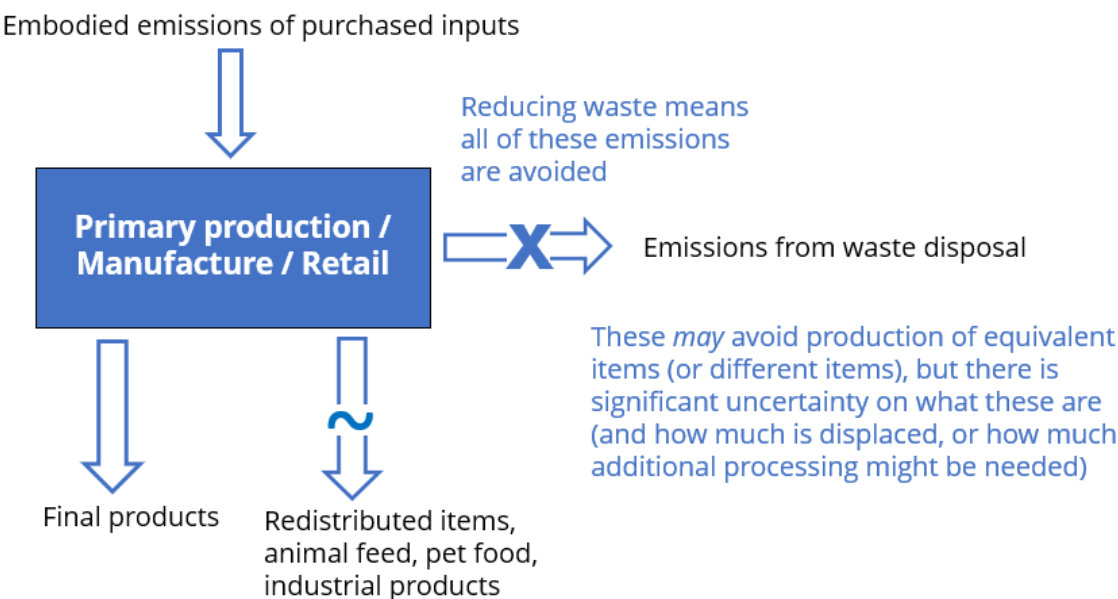 Embodied emissions of purchased inputs
Reducing waste means
all of these emissions
are avoided
Primary production /
Manufacture / Retail
X
Emissions from waste disposal
These may avoid production of equivalent
items (or different items), but there is
significant uncertainty on what these are
(and how much is displaced, or how much
additional processing might be needed)
~
Final products
Redistributed items,
animal feed, pet food,
industrial products